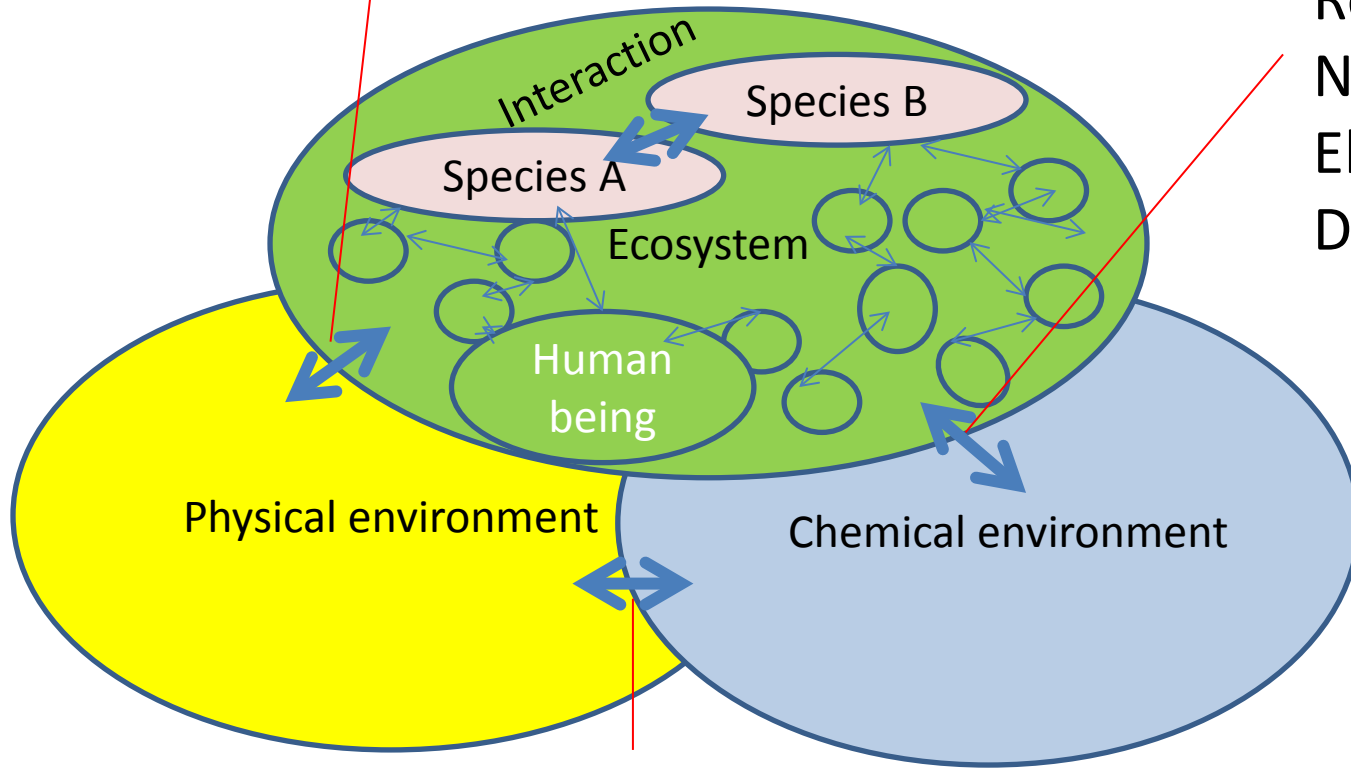 Interaction
Species B
Species A
Ecosystem
Human
being
Physical environment
Chemical environment